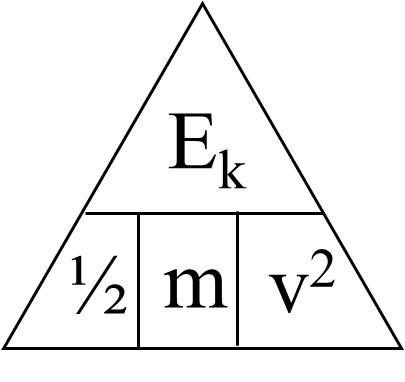 Eₖ
½ m v²